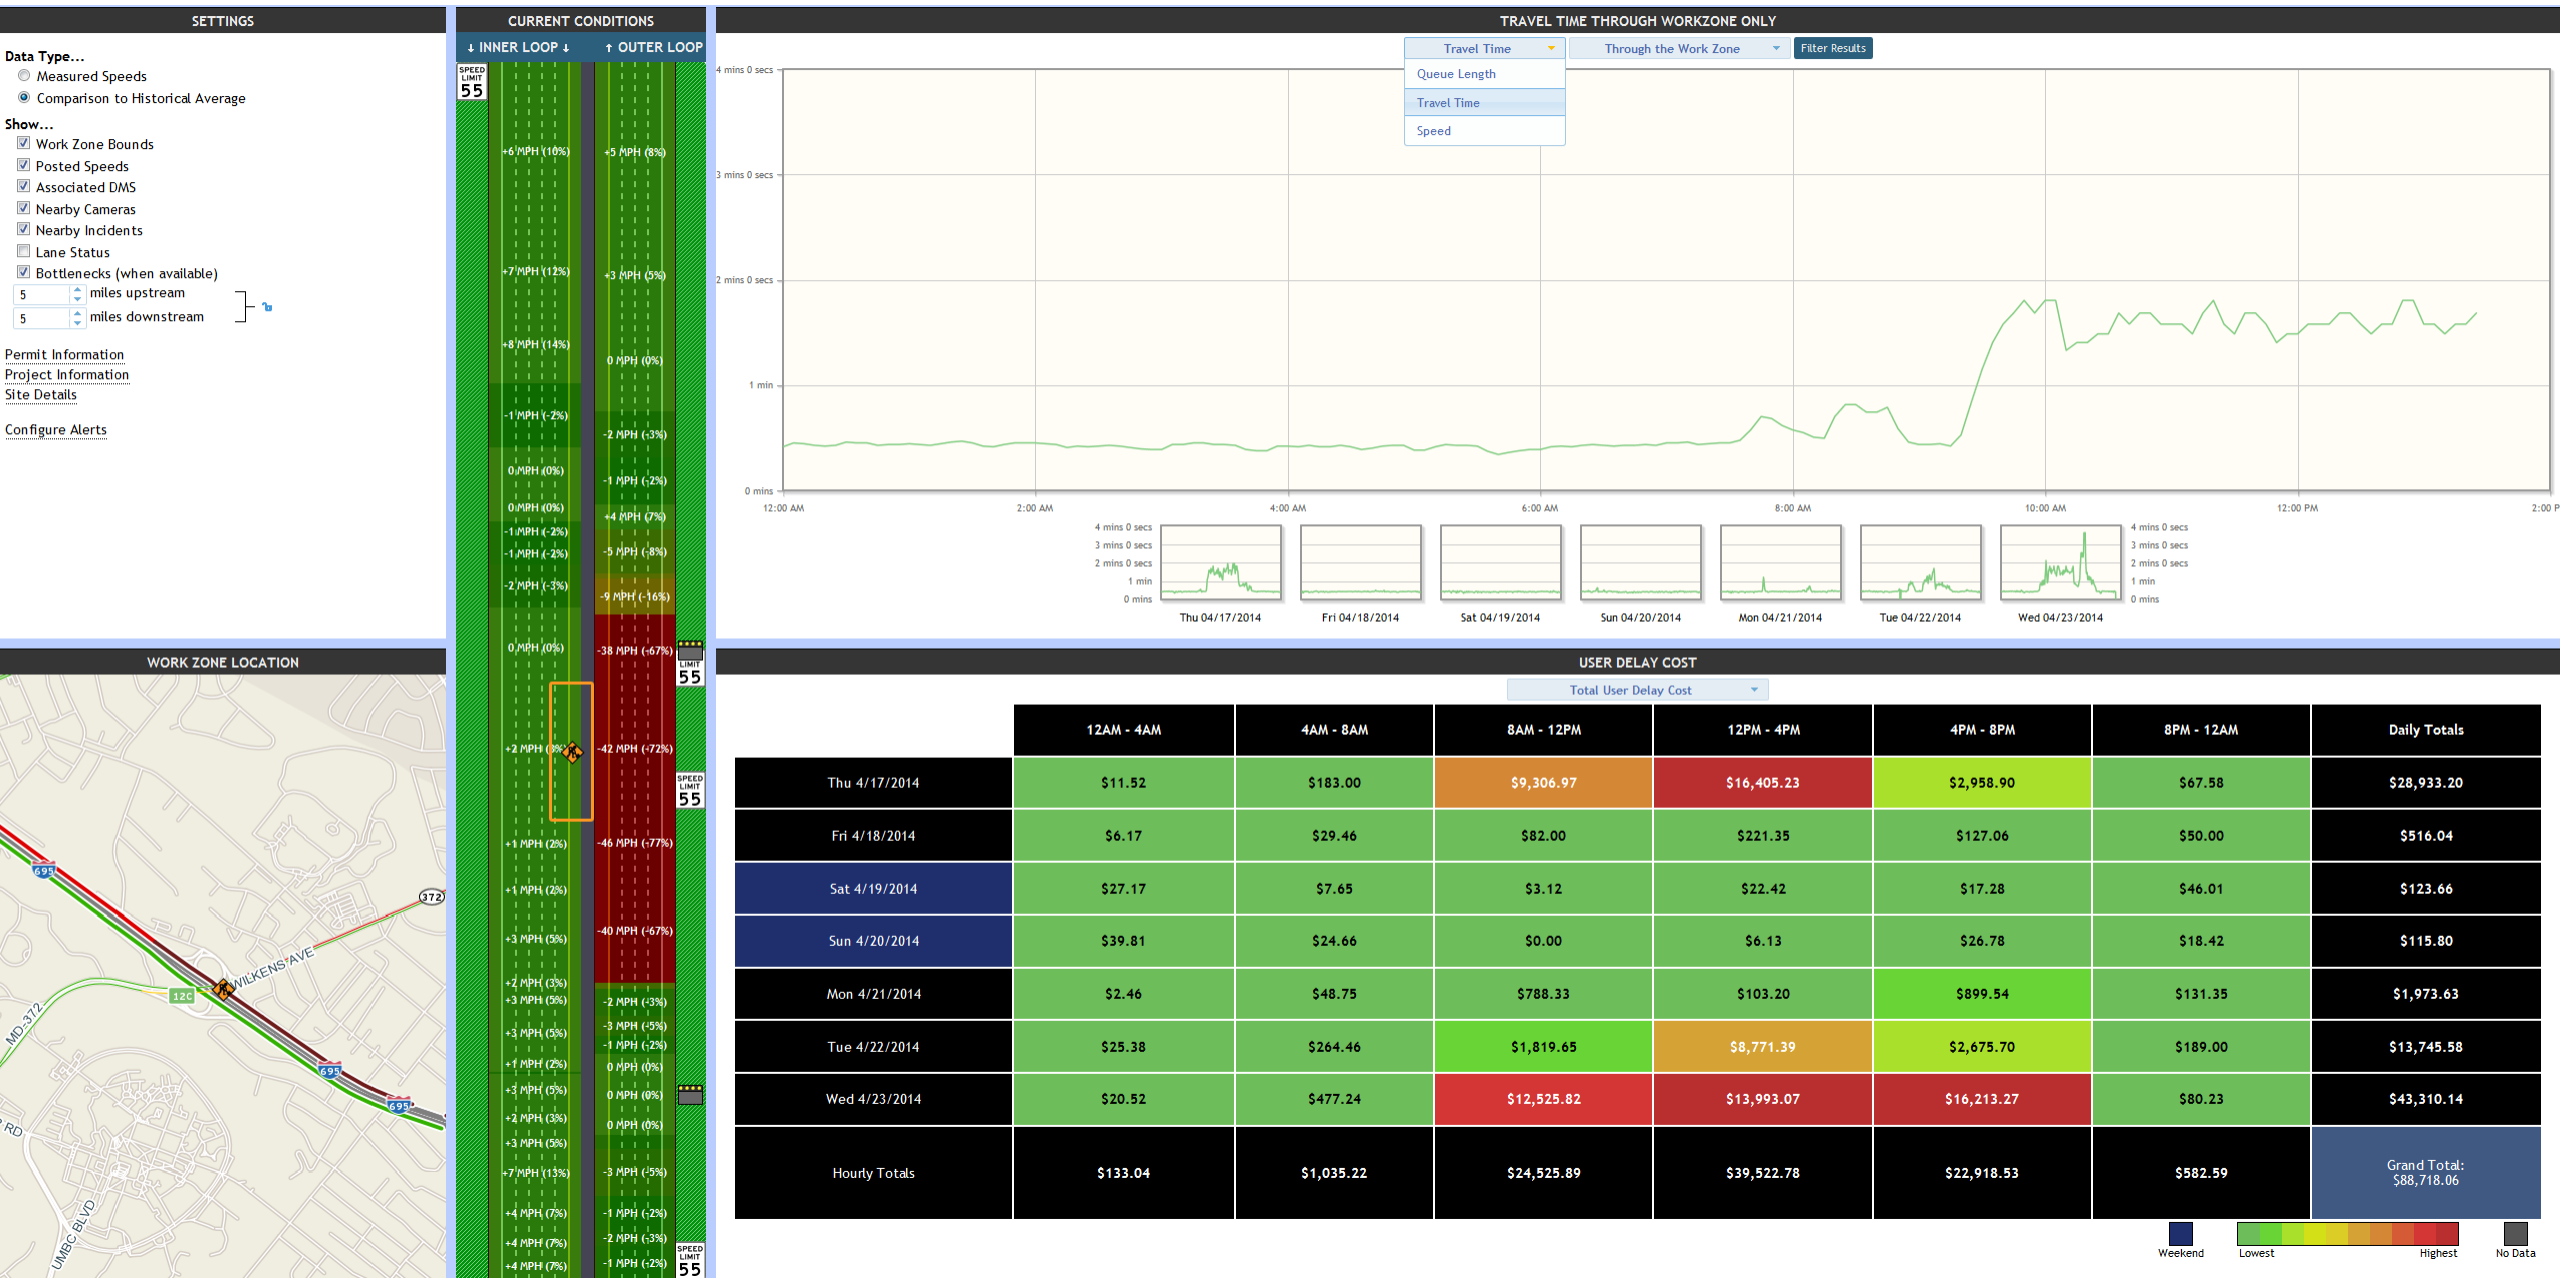 SETTINGS
Data Type...
Measured Speeds
Comparison to Historical Average
Show...
Work Zone Bounds
Posted Speeds
Associated DMS
Nearby Cameras
Nearby Incidents
Lane Status
Bottlenecks (when available)
5 miles upstream
5 miles downstream
Permit Information
Project Information
Site Details
Configure Alerts
WORK ZONE LOCATION
695
372
WILKENS AVE
12C
MD-372
695
695
RD
UMBC BLVD
CURRENT CONDITIONS
↓ INNER LOOP ↓ ↑ OUTER LOOP
SPEED
LIMIT
55
+6 MPH (10%) +5 MPH (8%)
+7 MPH (12%) +3 MPH (5%)
+8 MPH (14%) 0 MPH (0%)
-1 MPH (-2%) -2 MPH (-3%)
0 MPH (0%) -1 MPH (-2%)
0 MPH (0%) +4 MPH (7%)
-1 MPH (-2%)
-1 MPH (-2%) -5 MPH (-8%)
-2 MPH (-3%) -9 MPH (-16%)
0 MPH (0%) -38 MPH (-67%)
LIMIT
55
+2 MPH (3%) -42 MPH (-72%)
SPEED
LIMIT
55
+1 MPH (2%) -46 MPH (-77%)
+1 MPH (2%)
+3 MPH (5%) -40 MPH (-67%)
+2 MPH (3%)
+3 MPH (5%) -2 MPH (-3%)
+3 MPH (5%) -3 MPH (-5%)
-1 MPH (-2%)
+1 MPH (2%) 0 MPH (0%)
+3 MPH (5%) 0 MPH (0%)
+2 MPH (3%) 0 MPH (0%)
+3 MPH (5%)
+7 MPH (13%) -3 MPH (-5%)
+4 MPH (7%) -1 MPH (-2%)
+4 MPH (7%) -2 MPH (-3%)
+4 MPH (7%) -1 MPH (-2%)
SPEED
LIMIT
55
TRAVEL TIME THROUGH WORKZONE ONLY
Travel Time Through the Work Zone Filter Results
Queue Length
Travel Time
Speed
4 mins 0 secs
3 mins 0 secs
2 mins 0 secs
1 min
0 mins
12:00 AM 2:00 AM 4:00 AM 6:00 AM 8:00 AM 10:00 AM 12:00 PM 2:00 P
4 mins 0 secs 4 mins 0 secs
3 mins 0 secs 3 mins 0 secs
2 mins 0 secs 2 mins 0 secs
1 min 1 min
0 mins 0 mins
Thu 04/17/2014 Fri 04/18/2014 Sat 04/19/2014 Sun 04/20/2014 Mon 04/21/2014 Tue 04/22/2014 Wed 04/23/2014
USER DELAY COST
Total User Delay Cost
12AM - 4AM 4AM - 8AM 8AM - 12PM 12PM - 4PM 4PM - 8PM 8PM - 12AM Daily Totals
Thu 4/17/2014 $11.52 $183.00 $9,306.97 $16,405.23 $2,958.90 $67.58 $28,933.20
Fri 4/18/2014 $6.17 $29.46 $82.00 $221.35 $127.06 $50.00 $516.04
Sat 4/19/2014 $27.17 $7.65 $3.12 $22.42 $17.28 $46.01 $123.66
Sun 4/20/2014 $39.81 $24.66 $0.00 $6.13 $26.78 $18.42 $115.80
Mon 4/21/2014 $2.46 $48.75 $788.33 $103.20 $899.54 $131.35 $1,973.63
Tue 4/22/2014 $25.38 $264.46 $1,819.65 $8,771.39 $2,675.70 $189.00 $13,745.58
Wed 4/23/2014 $20.52 $477.24 $12,525.82 $13,993.07 $16,213.27 $80.23 $43,310.14
Hourly Totals $133.04 $1,035.22 $24,525.89 $39,522.78 $22,918.53 $582.59 Grand Total:
$88,718.06
Weekend Lowest Highest No Data